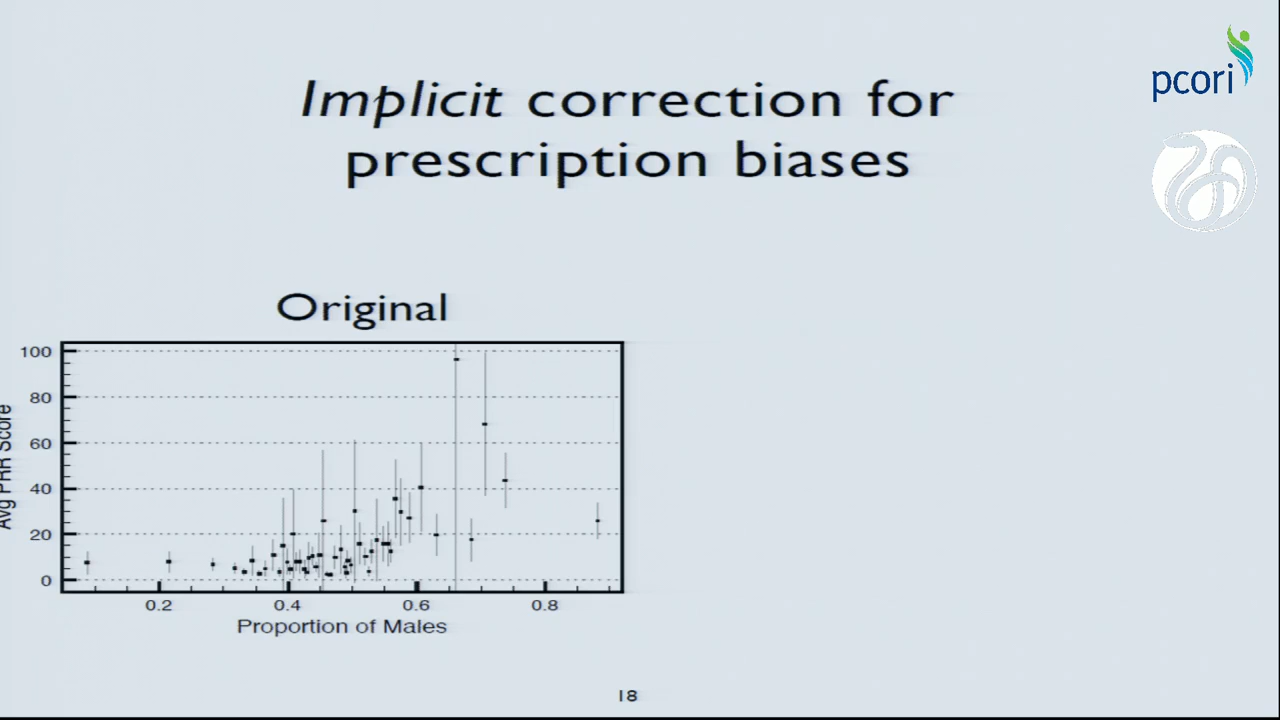 pcori
Implicit correction for
prescription biases
Original
100
80
60
40
20
0
Avg PRR Score
0.2 0.4 0.6 0.8
Proportion of Males
18